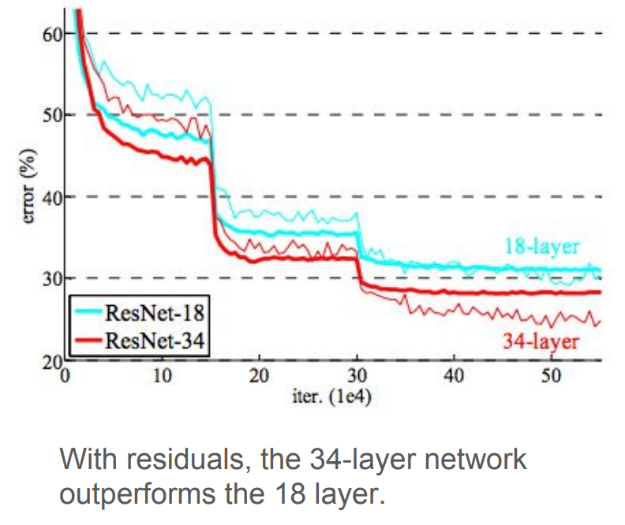 60
50
40
30
20
error (%)
0 10 20 30 40 50
iter. (1e4)
ResNet-18
ResNet-34
18-layer
34-layer
With residuals, the 34-layer network
outperforms the 18 layer.